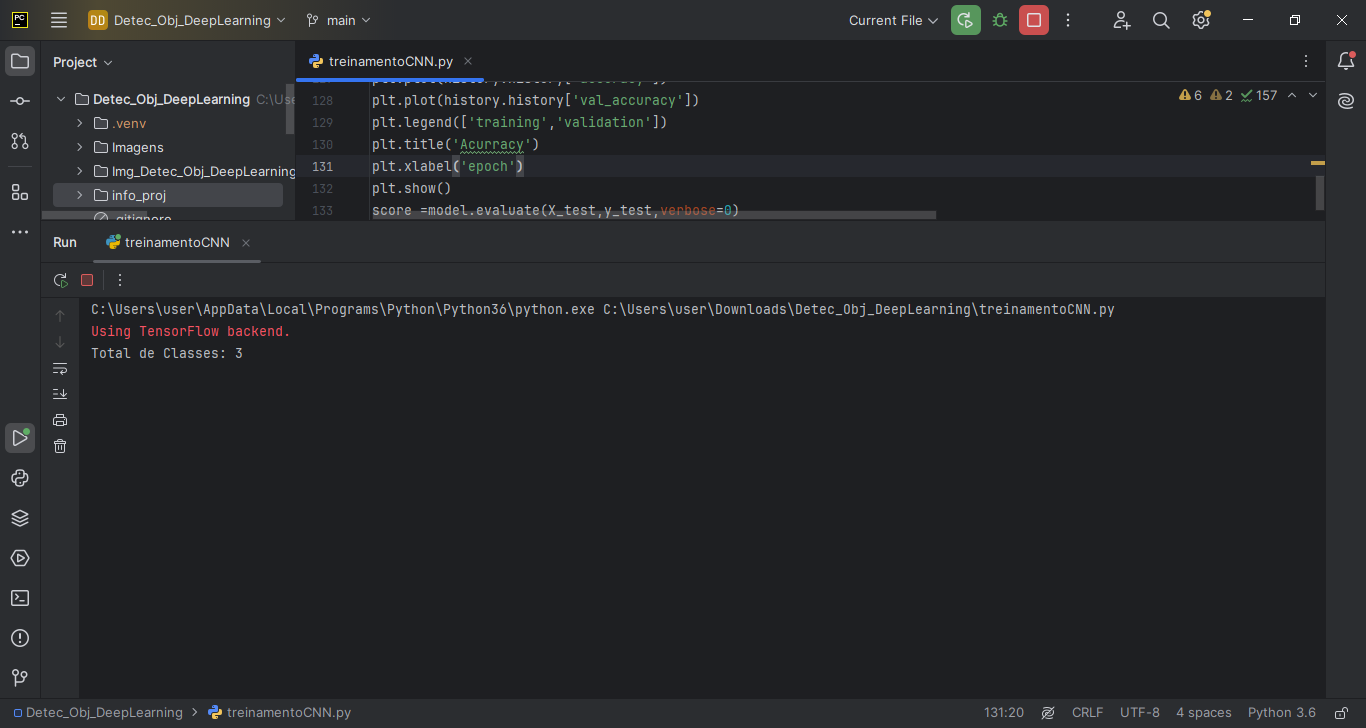 PC
DD Detec_Obj_DeepLearning main Current File
Project
treinamentoCNN.py
Detec_Obj_DeepLearning C:\Use
.venv
Imagens
Img_Detec_Obj_DeepLearning
info_proj
.gitignore
128 plt.plot(history.history['val_accuracy'])
129 plt.legend(['training','validation'])
130 plt.title('Acurracy')
131 plt.xlabel('epoch')
132 plt.show()
133 score =model.evaluate(X_test,y_test,verbose=0)
6 2 157
Run treinamentoCNN
C:\Users\user\AppData\Local\Programs\Python\Python36\python.exe C:\Users\user\Downloads\Detec_Obj_DeepLearning\treinamentoCNN.py
Using TensorFlow backend.
Total de Classes: 3
Detec_Obj_DeepLearning > treinamentoCNN.py 131:20 CRLF UTF-8 4 spaces Python 3.6